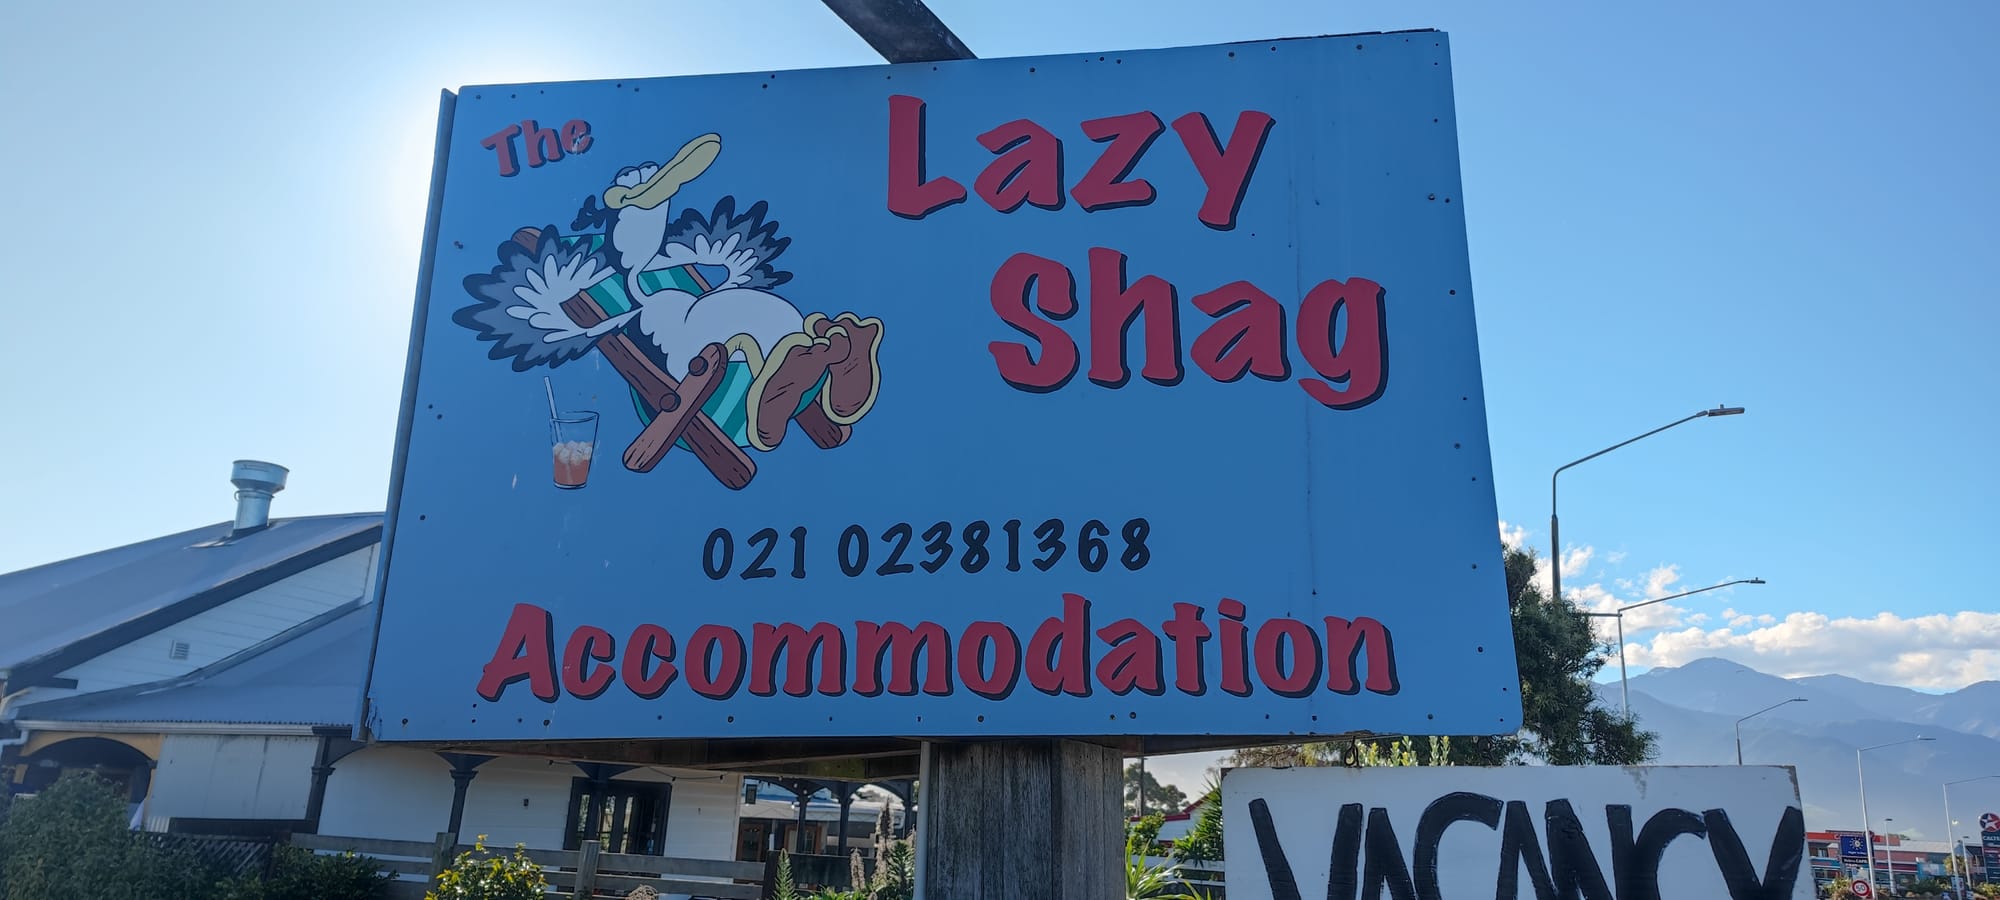 The
Lazy
Shag
021 02381368
Accommodation
VACANCY